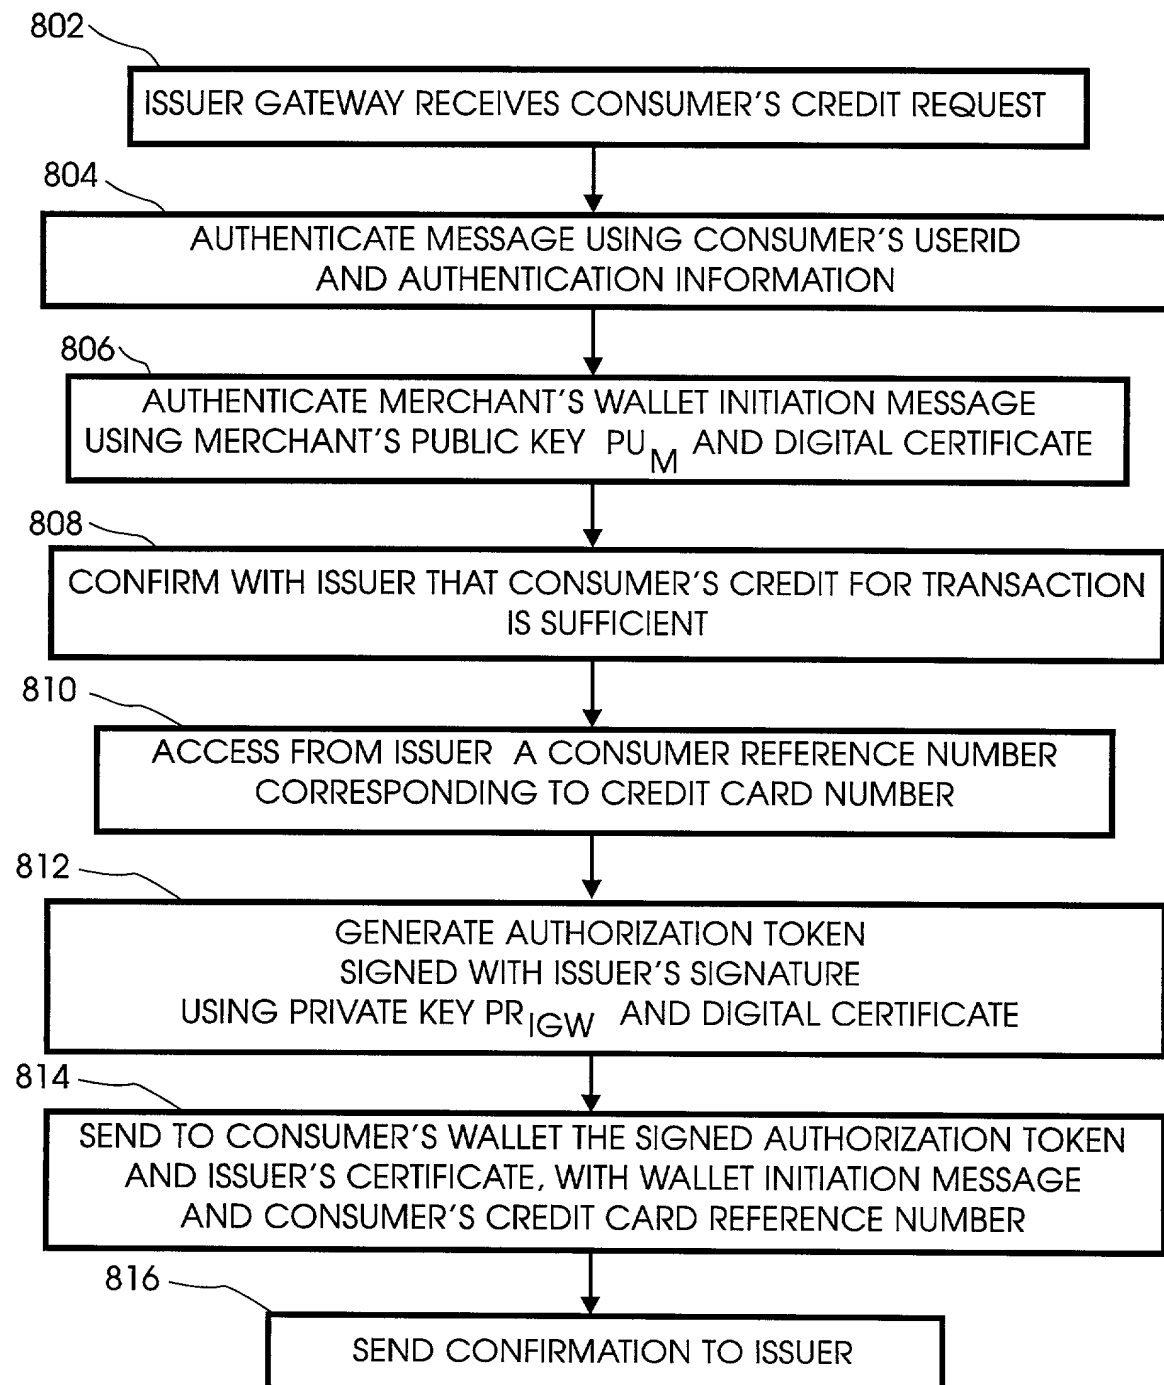 802
ISSUER GATEWAY RECEIVES CONSUMER'S CREDIT REQUEST
804
AUTHENTICATE MESSAGE USING CONSUMER'S USERID
AND AUTHENTICATION INFORMATION
806
AUTHENTICATE MERCHANT'S WALLET INITIATION MESSAGE
USING MERCHANT'S PUBLIC KEY PU_M AND DIGITAL CERTIFICATE
808
CONFIRM WITH ISSUER THAT CONSUMER'S CREDIT FOR TRANSACTION
IS SUFFICIENT
810
ACCESS FROM ISSUER A CONSUMER REFERENCE NUMBER
CORRESPONDING TO CREDIT CARD NUMBER
812
GENERATE AUTHORIZATION TOKEN
SIGNED WITH ISSUER'S SIGNATURE
USING PRIVATE KEY PR_IGW AND DIGITAL CERTIFICATE
814
SEND TO CONSUMER'S WALLET THE SIGNED AUTHORIZATION TOKEN
AND ISSUER'S CERTIFICATE, WITH WALLET INITIATION MESSAGE
AND CONSUMER'S CREDIT CARD REFERENCE NUMBER
816
SEND CONFIRMATION TO ISSUER